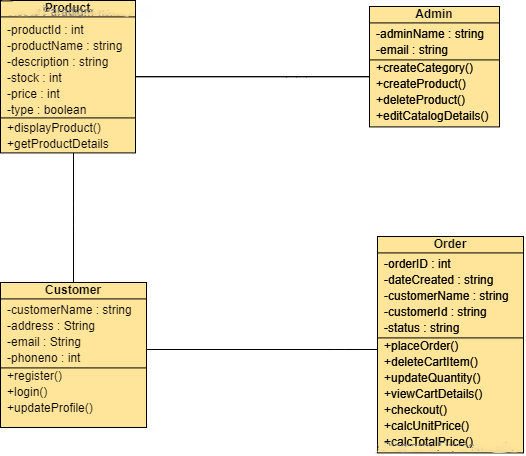 Product
-productId : int
-productName : string
-description : string
-stock : int
-price : int
-type : boolean
+displayProduct()
+getProductDetails
Admin
-adminName : string
-email : string
+createCategory()
+createProduct()
+deleteProduct()
+editCatalogDetails()
Customer
-customerName : string
-address : String
-email : String
-phoneno : int
+register()
+login()
+updateProfile()
Order
-orderID : int
-dateCreated : string
-customerName : string
-customerId : string
-status : string
+placeOrder()
+deleteCartItem()
+updateQuantity()
+viewCartDetails()
+checkout()
+calcUnitPrice()
+calcTotalPrice()